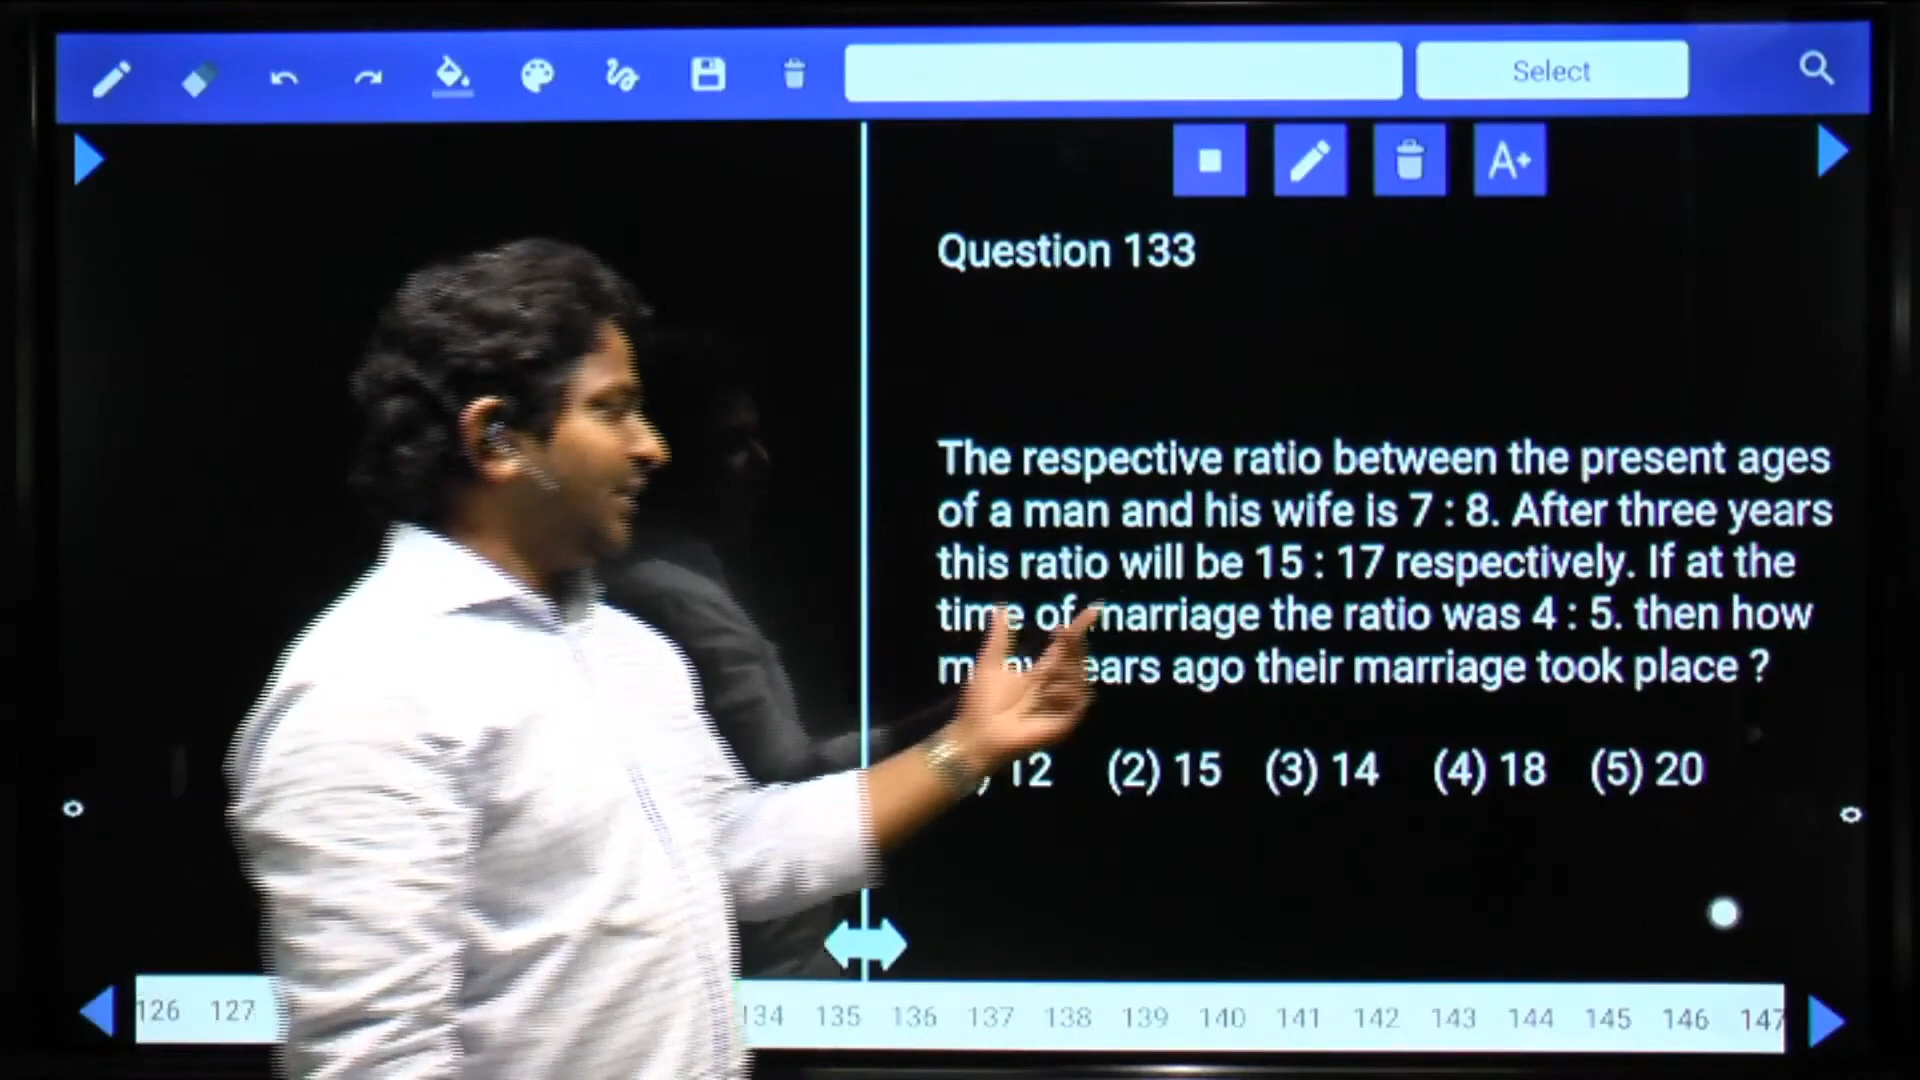 Select
A+
Question 133
The respective ratio between the present ages
of a man and his wife is 7 : 8. After three years
this ratio will be 15 : 17 respectively. If at the
time of marriage the ratio was 4 : 5. then how
ago their marriage took place ?
12 (2) 15 (3) 14 (4) 18 (5) 20
126 127 134 135 136 137 138 139 140 141 142 143 144 145 146 147